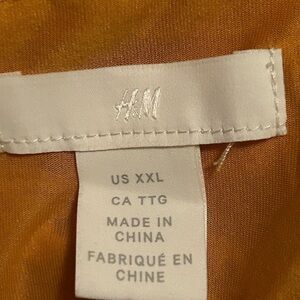 H&M
US XXL
CA TTG
MADE IN
CHINA
FABRIQUÉ EN
CHINE